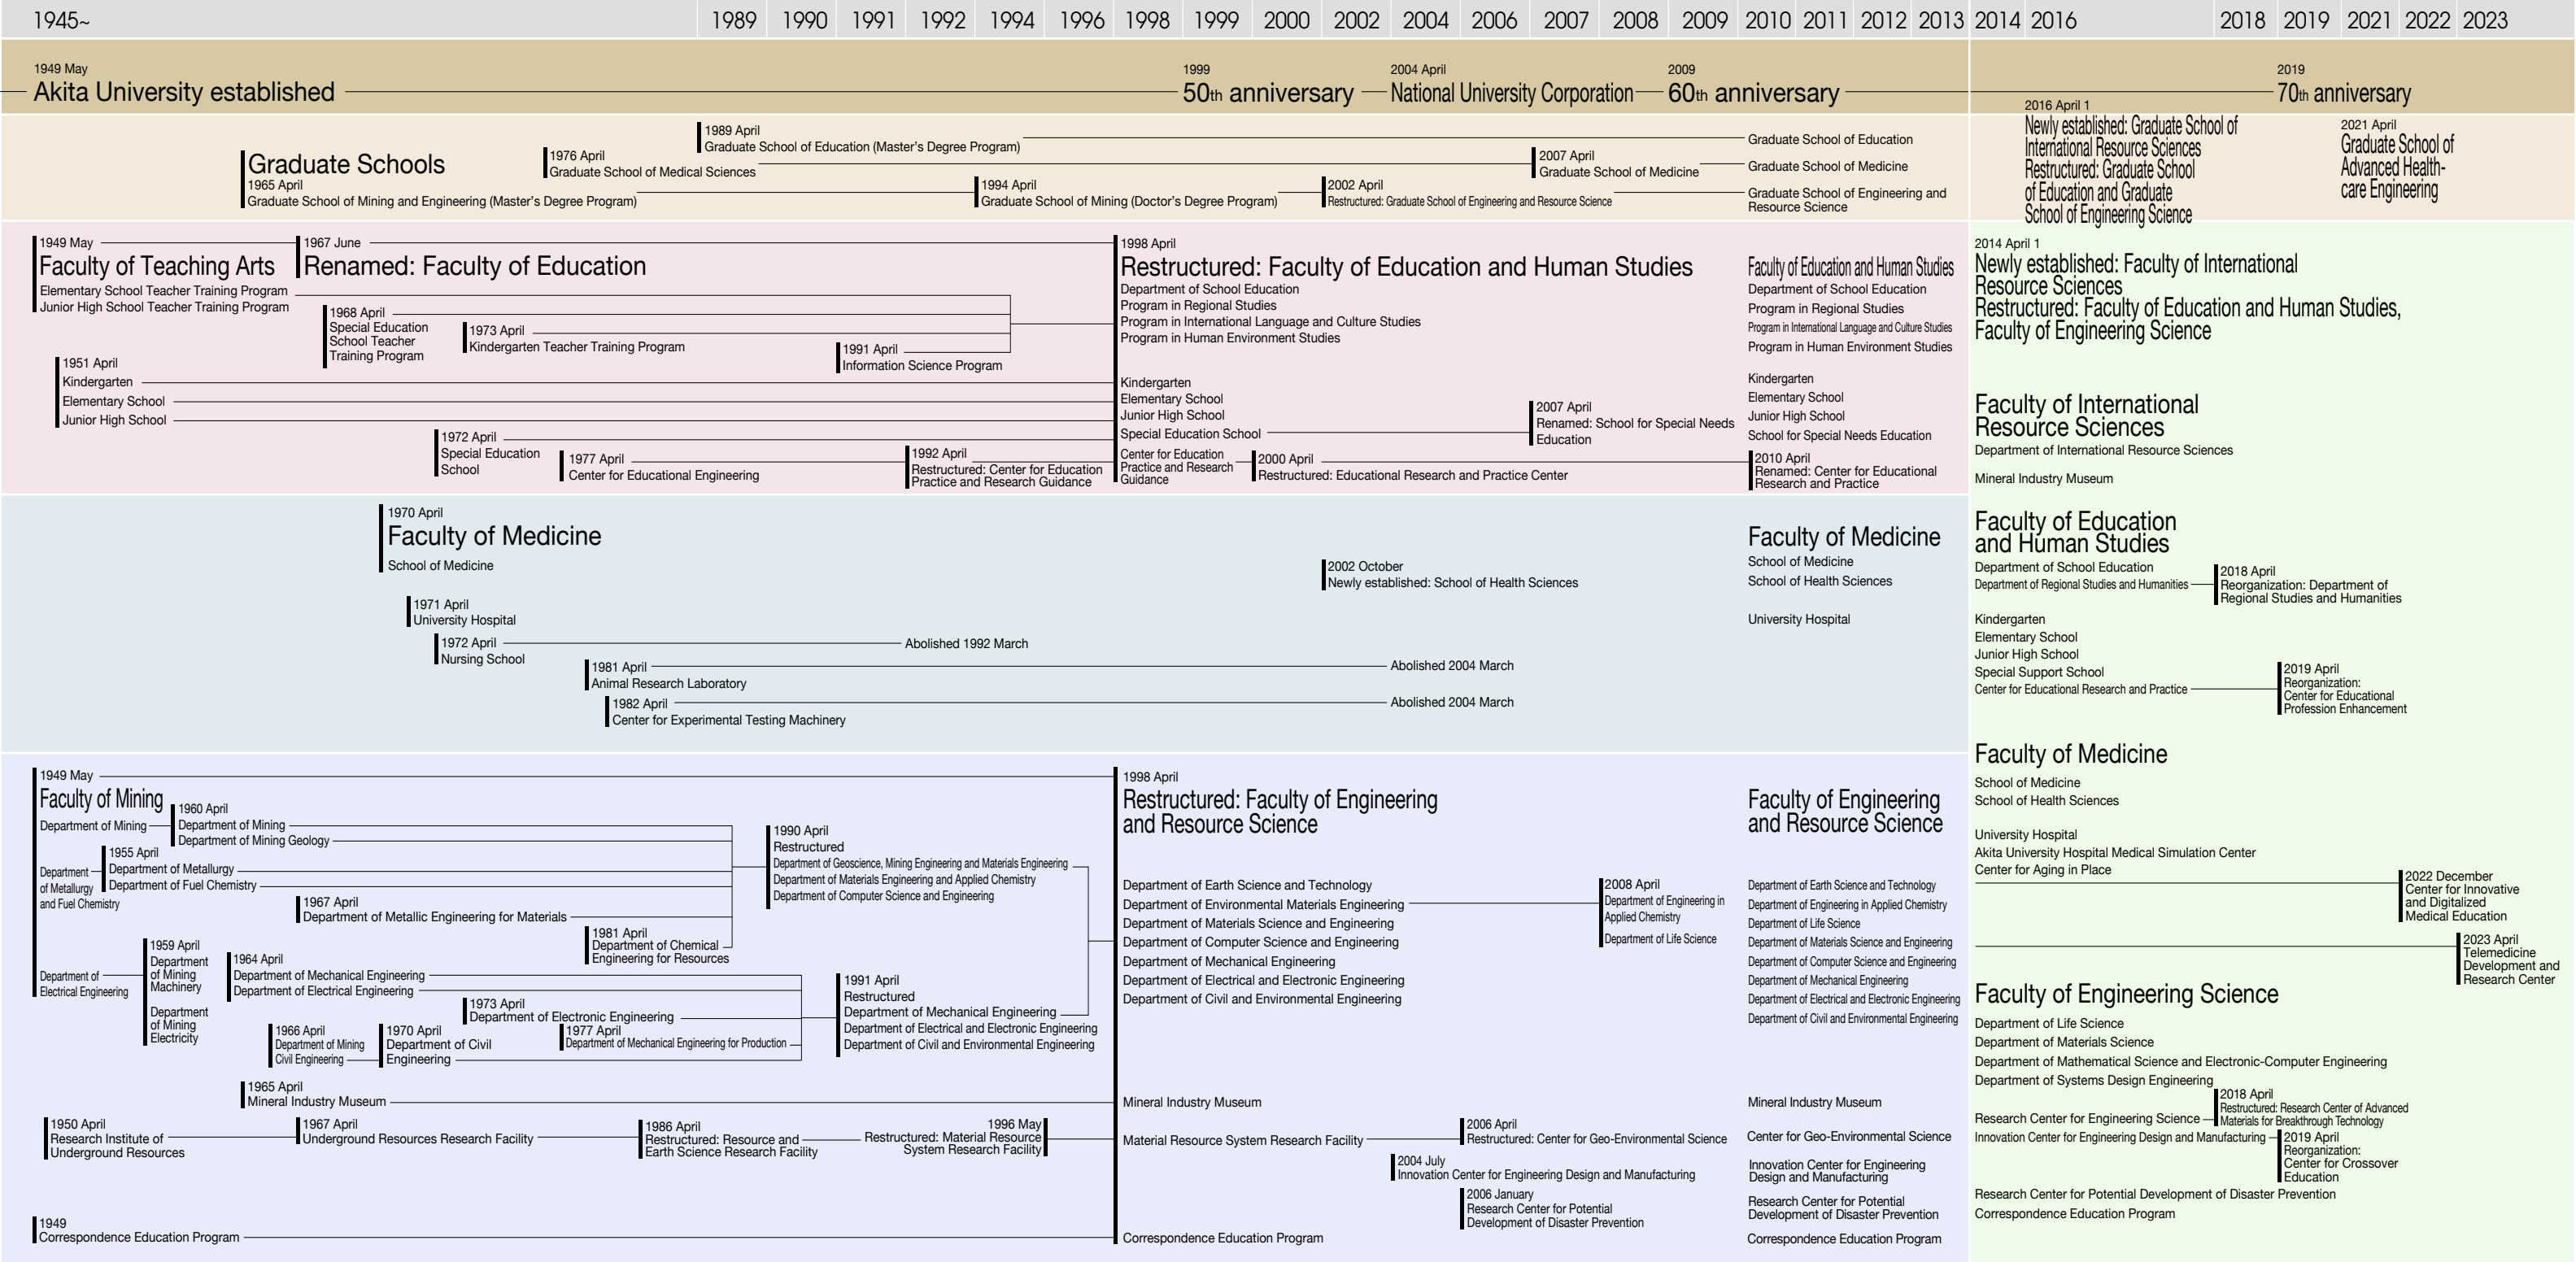 1945~ 1989 1990 1991 1992 1994 1996 1998 1999 2000 2002 2004 2006 2007 2008 2009 2010 2011 2012 2013 2014 2016 2018 2019 2021 2022 2023
1949 May
Akita University established
1999
50th anniversary
2004 April
National University Corporation
2009
60th anniversary
2019
70th anniversary
Graduate Schools
1965 April
Graduate School of Mining and Engineering (Master's Degree Program)
1976 April
Graduate School of Medical Sciences
1989 April
Graduate School of Education (Master's Degree Program)
1994 April
Graduate School of Mining (Doctor's Degree Program)
2002 April
Restructured: Graduate School of Engineering and Resource Science
2007 April
Graduate School of Medicine
Graduate School of Education
Graduate School of Medicine
Graduate School of Engineering and
Resource Science
2016 April 1
Newly established: Graduate School of
International Resource Sciences
Restructured: Graduate School
of Education and Graduate
School of Engineering Science
2021 April
Graduate School of
Advanced Health-
care Engineering
1949 May
Faculty of Teaching Arts
Elementary School Teacher Training Program
Junior High School Teacher Training Program
1967 June
Renamed: Faculty of Education
1968 April
Special Education
School Teacher
Training Program
1973 April
Kindergarten Teacher Training Program
1991 April
Information Science Program
1951 April
Kindergarten
Elementary School
Junior High School
1972 April
Special Education
School
1977 April
Center for Educational Engineering
1992 April
Restructured: Center for Education
Practice and Research Guidance
1998 April
Restructured: Faculty of Education and Human Studies
Department of School Education
Program in Regional Studies
Program in International Language and Culture Studies
Program in Human Environment Studies
Kindergarten
Elementary School
Junior High School
Special Education School
Center for Education
Practice and Research
Guidance
2000 April
Restructured: Educational Research and Practice Center
2007 April
Renamed: School for Special Needs
Education
Faculty of Education and Human Studies
Department of School Education
Program in Regional Studies
Program in International Language and Culture Studies
Program in Human Environment Studies
Kindergarten
Elementary School
Junior High School
School for Special Needs Education
2010 April
Renamed: Center for Educational
Research and Practice
1970 April
Faculty of Medicine
School of Medicine
1971 April
University Hospital
1972 April
Nursing School
Abolished 1992 March
1981 April
Animal Research Laboratory
Abolished 2004 March
1982 April
Center for Experimental Testing Machinery
Abolished 2004 March
2002 October
Newly established: School of Health Sciences
Faculty of Medicine
School of Medicine
School of Health Sciences
University Hospital
1949 May
Faculty of Mining
Department of Mining
1960 April
Department of Mining
Department of Mining Geology
Department
of Metallurgy
and Fuel Chemistry
1955 April
Department of Metallurgy
Department of Fuel Chemistry
1967 April
Department of Metallic Engineering for Materials
1981 April
Department of Chemical
Engineering for Resources
Department of
Electrical Engineering
1959 April
Department
of Mining
Machinery
Department
of Mining
Electricity
1964 April
Department of Mechanical Engineering
Department of Electrical Engineering
1973 April
Department of Electronic Engineering
1966 April
Department of Mining
Civil Engineering
1970 April
Department of Civil
Engineering
1977 April
Department of Mechanical Engineering for Production
1990 April
Restructured
Department of Geoscience, Mining Engineering and Materials Engineering
Department of Materials Engineering and Applied Chemistry
Department of Computer Science and Engineering
1991 April
Restructured
Department of Mechanical Engineering
Department of Electrical and Electronic Engineering
Department of Civil and Environmental Engineering
1965 April
Mineral Industry Museum
1950 April
Research Institute of
Underground Resources
1967 April
Underground Resources Research Facility
1986 April
Restructured: Resource and
Earth Science Research Facility
1996 May
Restructured: Material Resource
System Research Facility
1949
Correspondence Education Program
1998 April
Restructured: Faculty of Engineering
and Resource Science
Department of Earth Science and Technology
Department of Environmental Materials Engineering
Department of Materials Science and Engineering
Department of Computer Science and Engineering
Department of Mechanical Engineering
Department of Electrical and Electronic Engineering
Department of Civil and Environmental Engineering
2008 April
Department of Engineering in
Applied Chemistry
Department of Life Science
Mineral Industry Museum
Material Resource System Research Facility
2006 April
Restructured: Center for Geo-Environmental Science
2004 July
Innovation Center for Engineering Design and Manufacturing
2006 January
Research Center for Potential
Development of Disaster Prevention
Correspondence Education Program
Faculty of Engineering
and Resource Science
Department of Earth Science and Technology
Department of Engineering in Applied Chemistry
Department of Life Science
Department of Materials Science and Engineering
Department of Computer Science and Engineering
Department of Mechanical Engineering
Department of Electrical and Electronic Engineering
Department of Civil and Environmental Engineering
Mineral Industry Museum
Center for Geo-Environmental Science
Innovation Center for Engineering
Design and Manufacturing
Research Center for Potential
Development of Disaster Prevention
Correspondence Education Program
2014 April 1
Newly established: Faculty of International
Resource Sciences
Restructured: Faculty of Education and Human Studies,
Faculty of Engineering Science
Faculty of International
Resource Sciences
Department of International Resource Sciences
Mineral Industry Museum
Faculty of Education
and Human Studies
Department of School Education
Department of Regional Studies and Humanities
2018 April
Reorganization: Department of
Regional Studies and Humanities
Kindergarten
Elementary School
Junior High School
Special Support School
Center for Educational Research and Practice
2019 April
Reorganization:
Center for Educational
Profession Enhancement
Faculty of Medicine
School of Medicine
School of Health Sciences
University Hospital
Akita University Hospital Medical Simulation Center
Center for Aging in Place
2022 December
Center for Innovative
and Digitalized
Medical Education
2023 April
Telemedicine
Development and
Research Center
Faculty of Engineering Science
Department of Life Science
Department of Materials Science
Department of Mathematical Science and Electronic-Computer Engineering
Department of Systems Design Engineering
Research Center for Engineering Science
2018 April
Restructured: Research Center of Advanced
Materials for Breakthrough Technology
Innovation Center for Engineering Design and Manufacturing
2019 April
Reorganization:
Center for Crossover
Education
Research Center for Potential Development of Disaster Prevention
Correspondence Education Program